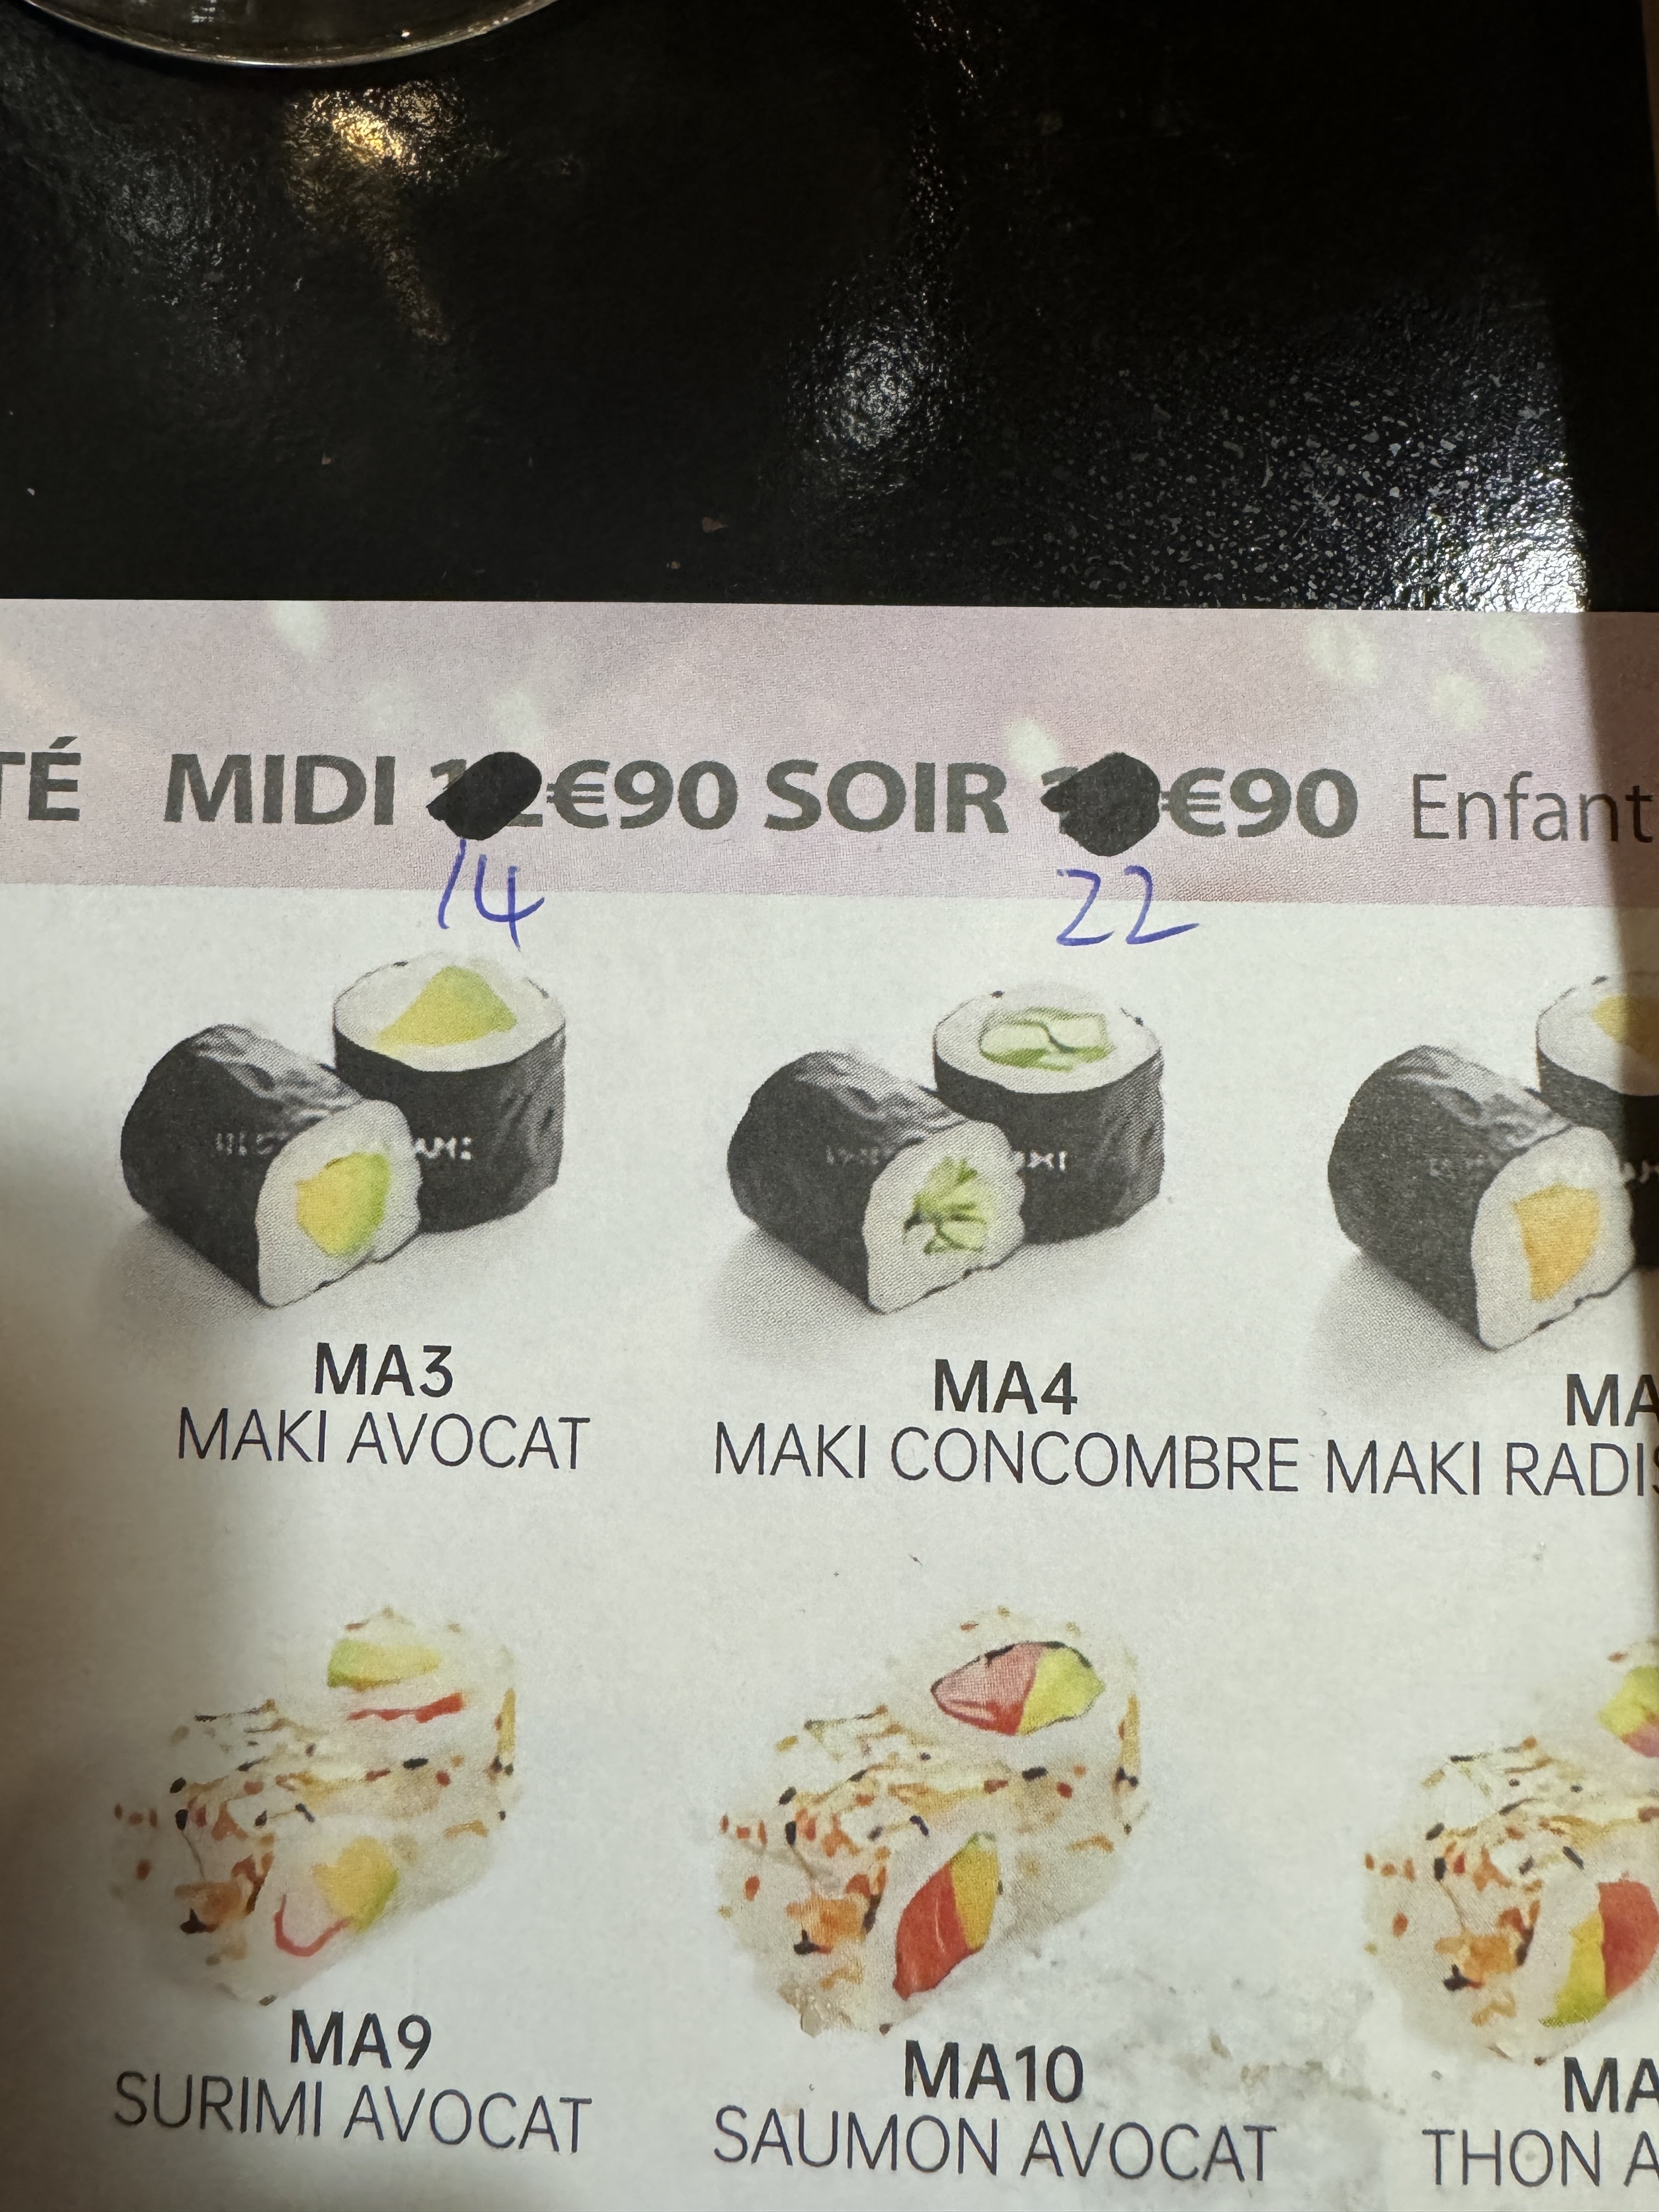 TÉ MIDI €90 SOIR €90 Enfant
14 22
MA3 MA4 MA
MAKI AVOCAT MAKI CONCOMBRE MAKI RADIS
MA9 MA10 MA
SURIMI AVOCAT SAUMON AVOCAT THON A